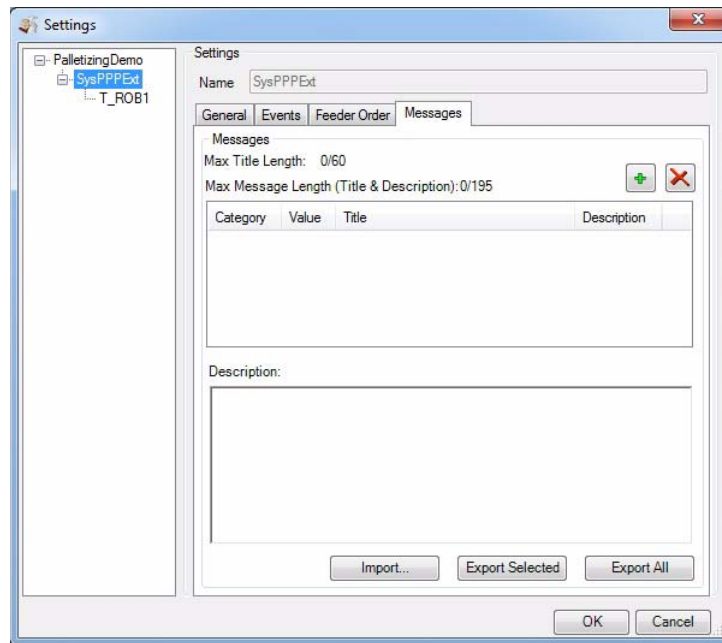 Settings
PalletizingDemo
SysPPPExt
T_ROB1
Settings
Name SysPPPExt
General Events Feeder Order Messages
Messages
Max Title Length: 0/60
Max Message Length (Title & Description):0/195
Category Value Title Description
Description:
Import... Export Selected Export All
OK Cancel